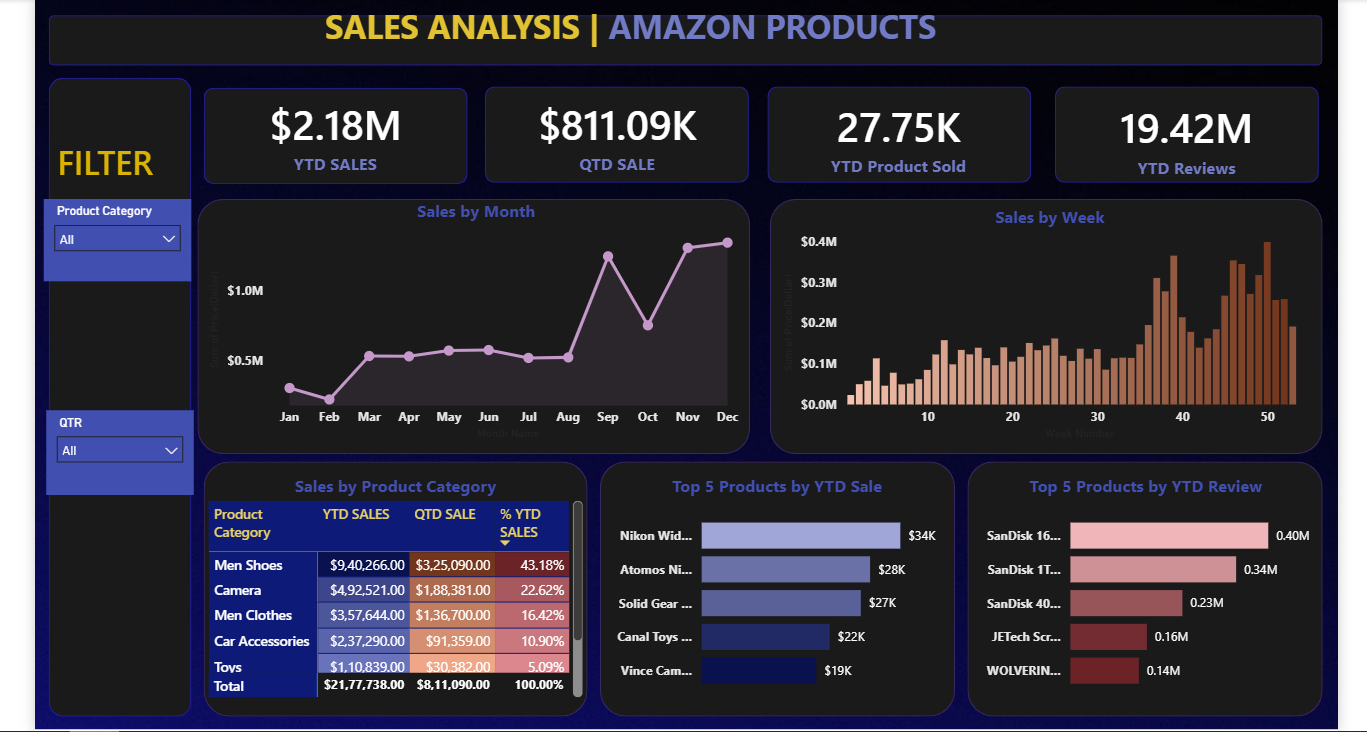 SALES ANALYSIS | AMAZON PRODUCTS
FILTER
Product Category
All
QTR
All
$2.18M
YTD SALES
$811.09K
QTD SALE
27.75K
YTD Product Sold
19.42M
YTD Reviews
Sales by Month
$1.0M
$0.5M
Jan Feb Mar Apr May Jun Jul Aug Sep Oct Nov Dec
Month Name
Sales by Week
$0.4M
$0.3M
$0.2M
$0.1M
$0.0M
10 20 30 40 50
Week Number
Sales by Product Category
Product Category YTD SALES QTD SALE % YTD SALES
Men Shoes $9,40,266.00 $3,25,090.00 43.18%
Camera $4,92,521.00 $1,88,381.00 22.62%
Men Clothes $3,57,644.00 $1,36,700.00 16.42%
Car Accessories $2,37,290.00 $91,359.00 10.90%
Toys $1,10,839.00 $30,382.00 5.09%
Total $21,77,738.00 $8,11,090.00 100.00%
Top 5 Products by YTD Sale
Nikon Wid... $34K
Atomos Ni... $28K
Solid Gear ... $27K
Canal Toys ... $22K
Vince Cam... $19K
Top 5 Products by YTD Review
SanDisk 16... 0.40M
SanDisk 1T... 0.34M
SanDisk 40... 0.23M
JETech Scr... 0.16M
WOLVERIN... 0.14M